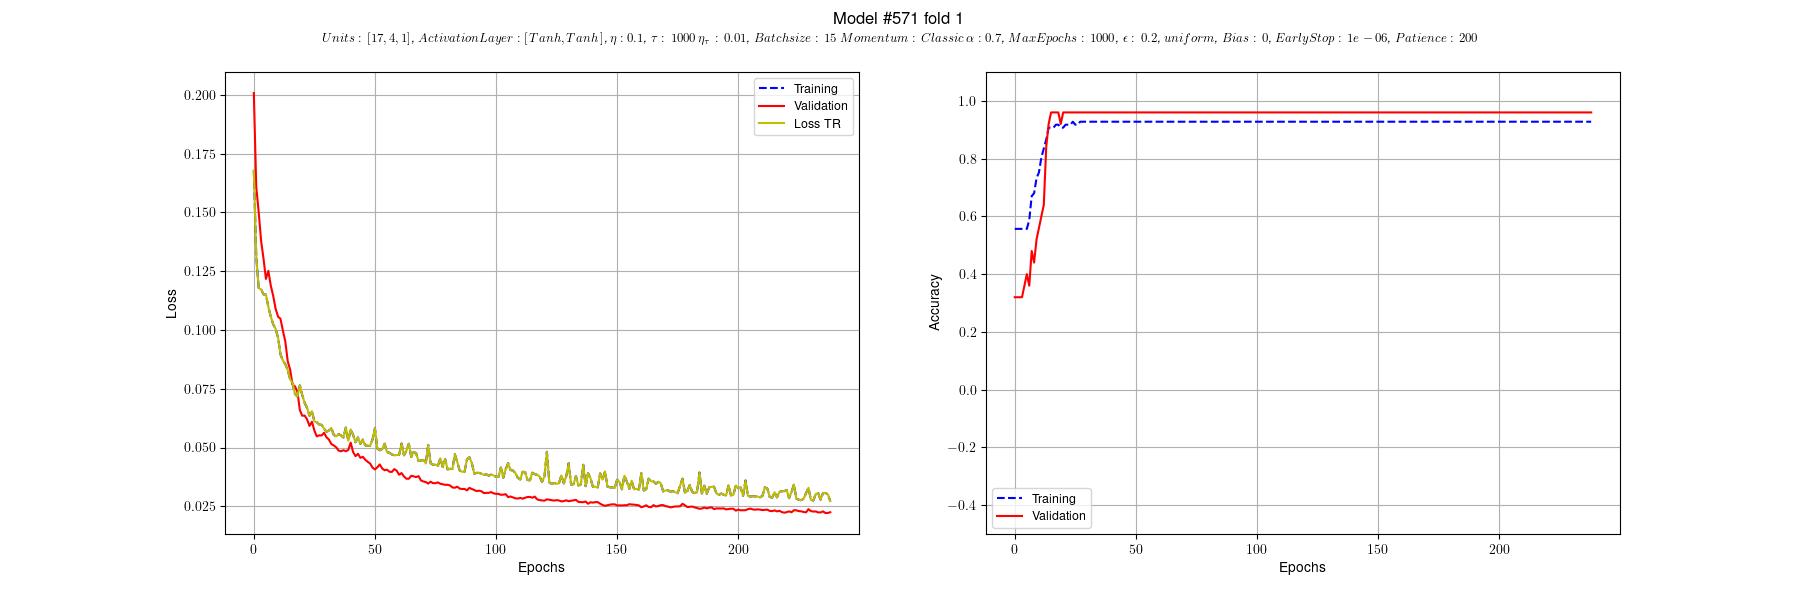 Model #571 fold 1
Units : [17, 4, 1], ActivationLayer : [Tanh, Tanh], η : 0.1, τ : 1000 ητ : 0.01, Batchsize : 15 Momentum : Classic α : 0.7, MaxEpochs : 1000, ϵ : 0.2, uniform, Bias : 0, EarlyStop : 1e − 06, Patience : 200
0.200
0.175
0.150
0.125
0.100
0.075
0.050
0.025
Loss
Training
Validation
Loss TR
0 50 100 150 200
Epochs
1.0
0.8
0.6
0.4
0.2
0.0
−0.2
−0.4
Accuracy
Training
Validation
0 50 100 150 200
Epochs